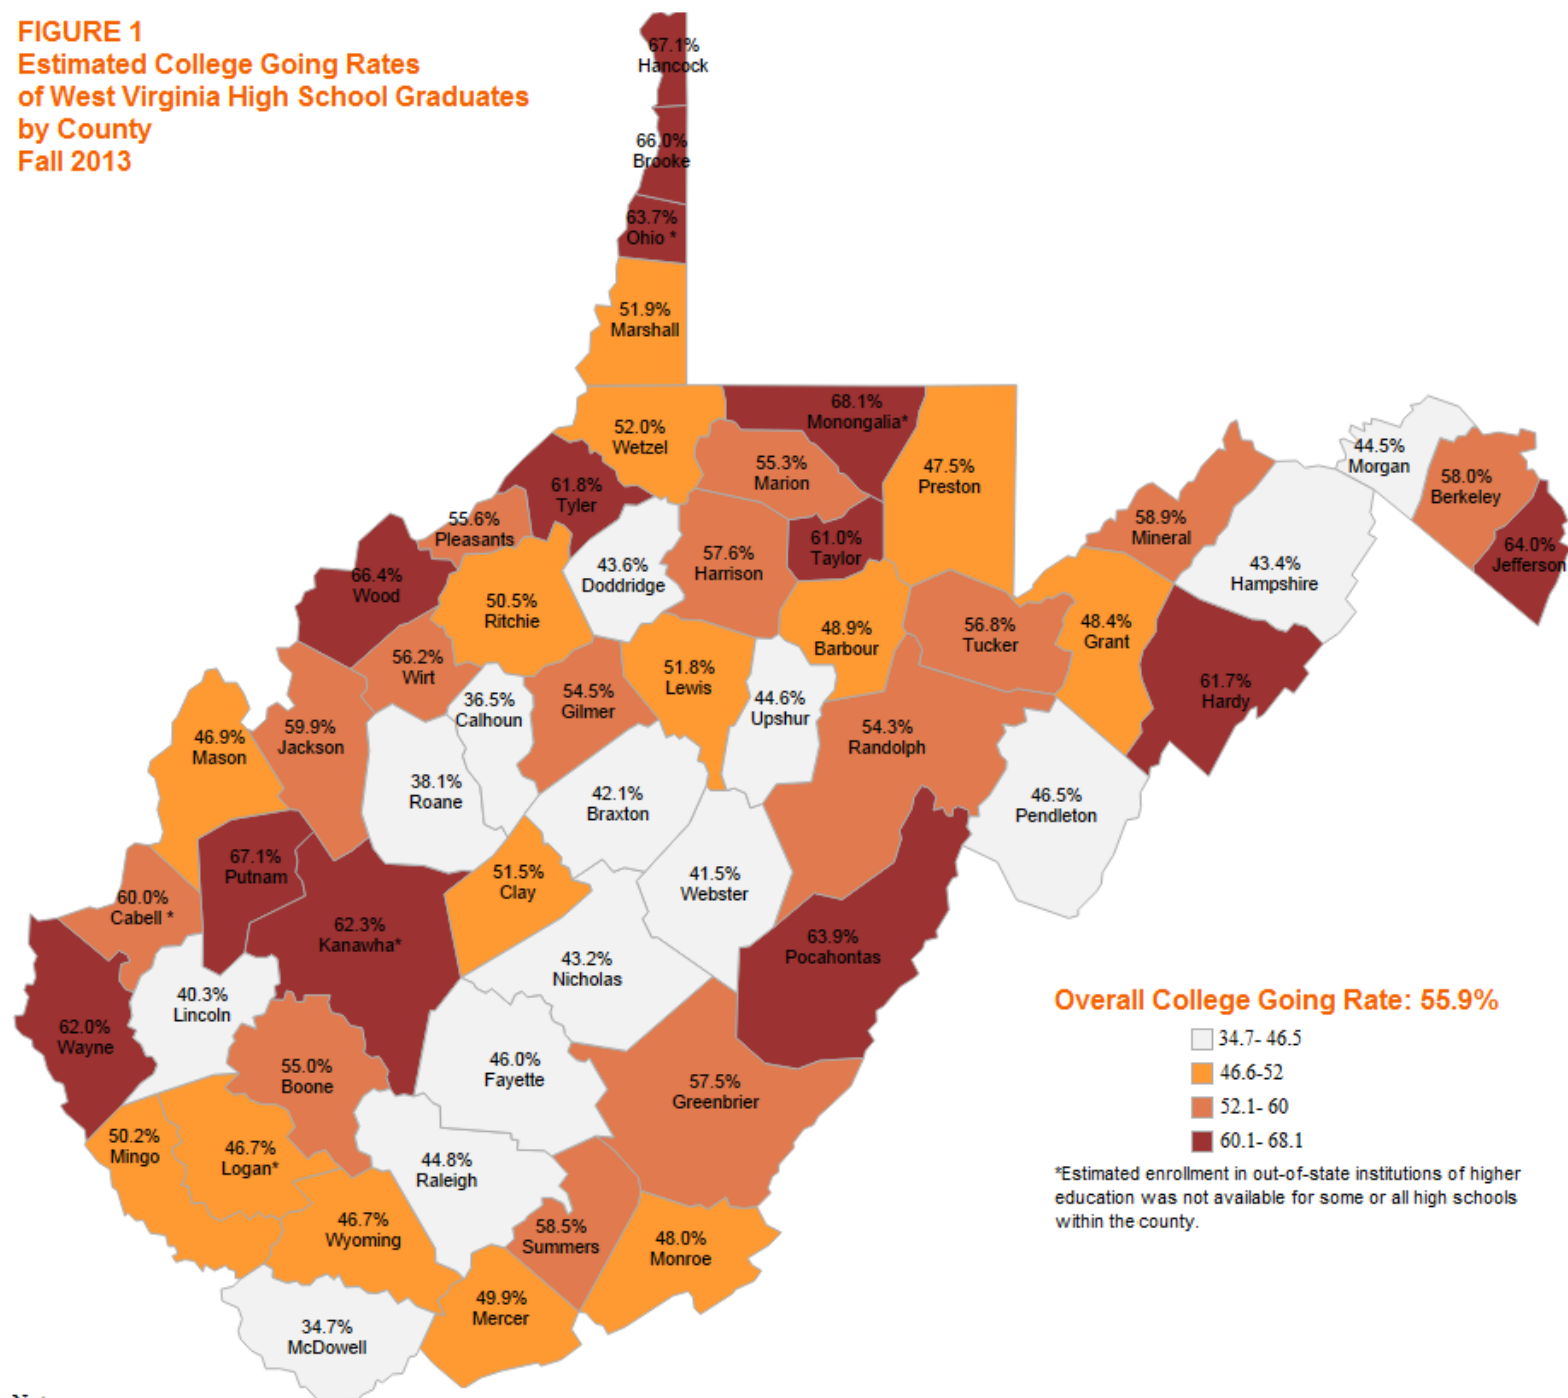 FIGURE 1
Estimated College Going Rates
of West Virginia High School Graduates
by County
Fall 2013
67.1%
Hancock
66.0%
Brooke
63.7%
Ohio *
51.9%
Marshall
52.0%
Wetzel
68.1%
Monongalia*
55.3%
Marion
47.5%
Preston
61.8%
Tyler
55.6%
Pleasants
61.0%
Taylor
57.6%
Harrison
43.6%
Doddridge
66.4%
Wood
50.5%
Ritchie
44.5%
Morgan
58.0%
Berkeley
64.0%
Jefferson
58.9%
Mineral
43.4%
Hampshire
48.4%
Grant
61.7%
Hardy
56.8%
Tucker
48.9%
Barbour
56.2%
Wirt
36.5%
Calhoun
54.5%
Gilmer
51.8%
Lewis
44.6%
Upshur
54.3%
Randolph
46.5%
Pendleton
46.9%
Mason
59.9%
Jackson
38.1%
Roane
42.1%
Braxton
41.5%
Webster
51.5%
Clay
67.1%
Putnam
60.0%
Cabell *
62.3%
Kanawha*
43.2%
Nicholas
63.9%
Pocahontas
62.0%
Wayne
40.3%
Lincoln
55.0%
Boone
46.0%
Fayette
57.5%
Greenbrier
50.2%
Mingo
46.7%
Logan*
44.8%
Raleigh
46.7%
Wyoming
58.5%
Summers
48.0%
Monroe
49.9%
Mercer
34.7%
McDowell
Overall College Going Rate: 55.9%
34.7- 46.5
46.6-52
52.1- 60
60.1- 68.1
*Estimated enrollment in out-of-state institutions of higher
education was not available for some or all high schools
within the county.